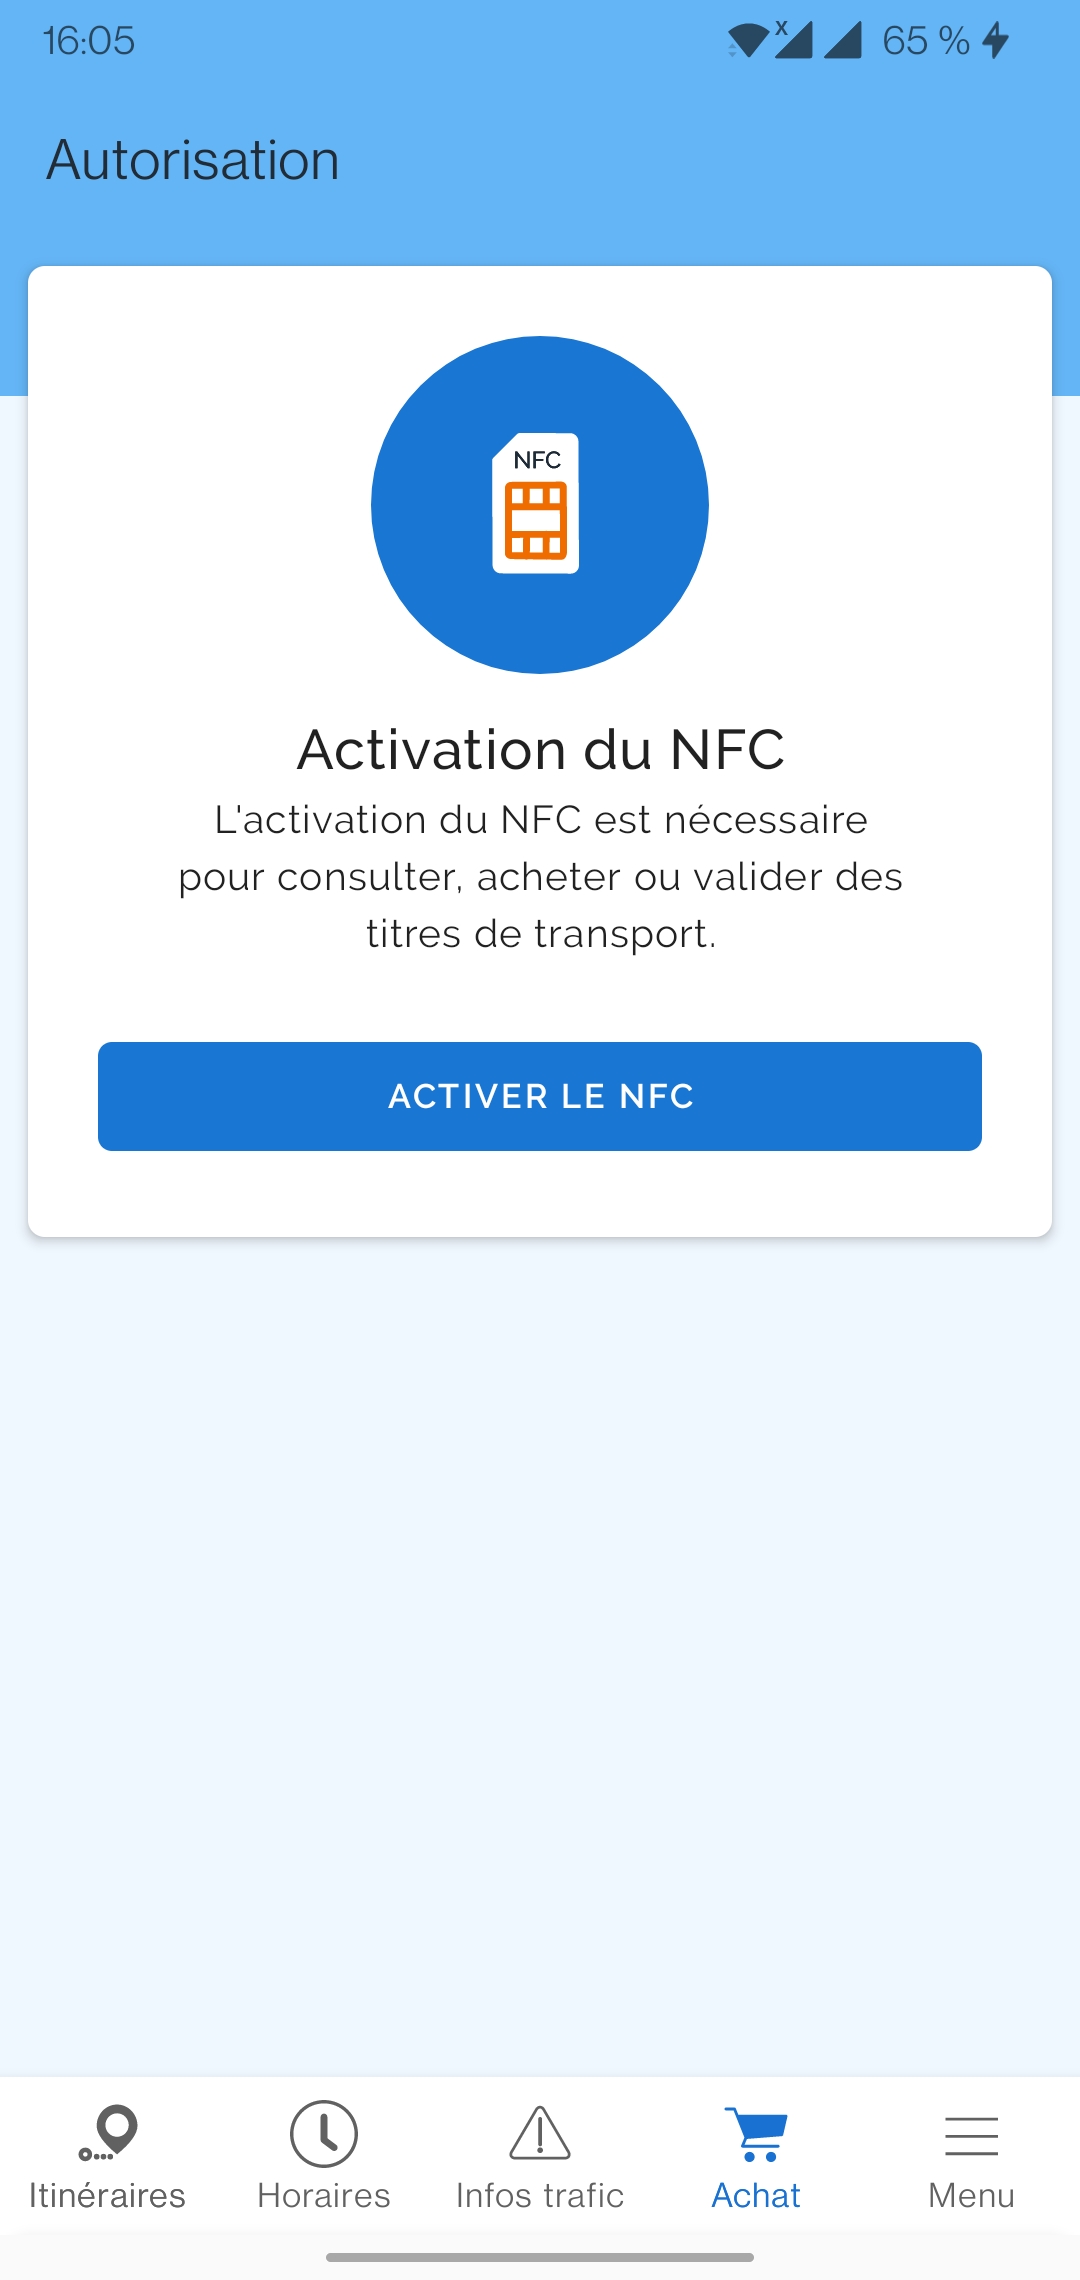 16:05
65 %
Autorisation
NFC
Activation du NFC
L'activation du NFC est nécessaire
pour consulter, acheter ou valider des
titres de transport.
ACTIVER LE NFC
Itinéraires
Horaires
Infos trafic
Achat
Menu